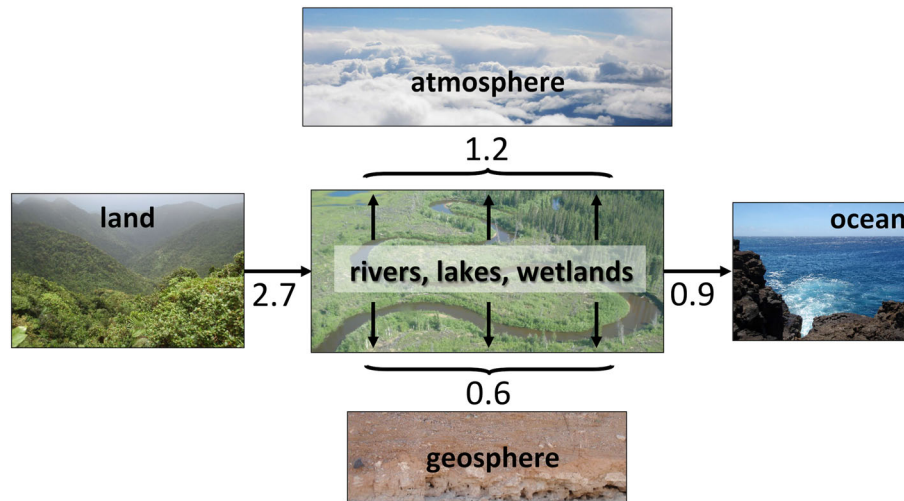 atmosphere
1.2
land
ocean
rivers, lakes, wetlands
2.7
0.9
0.6
geosphere